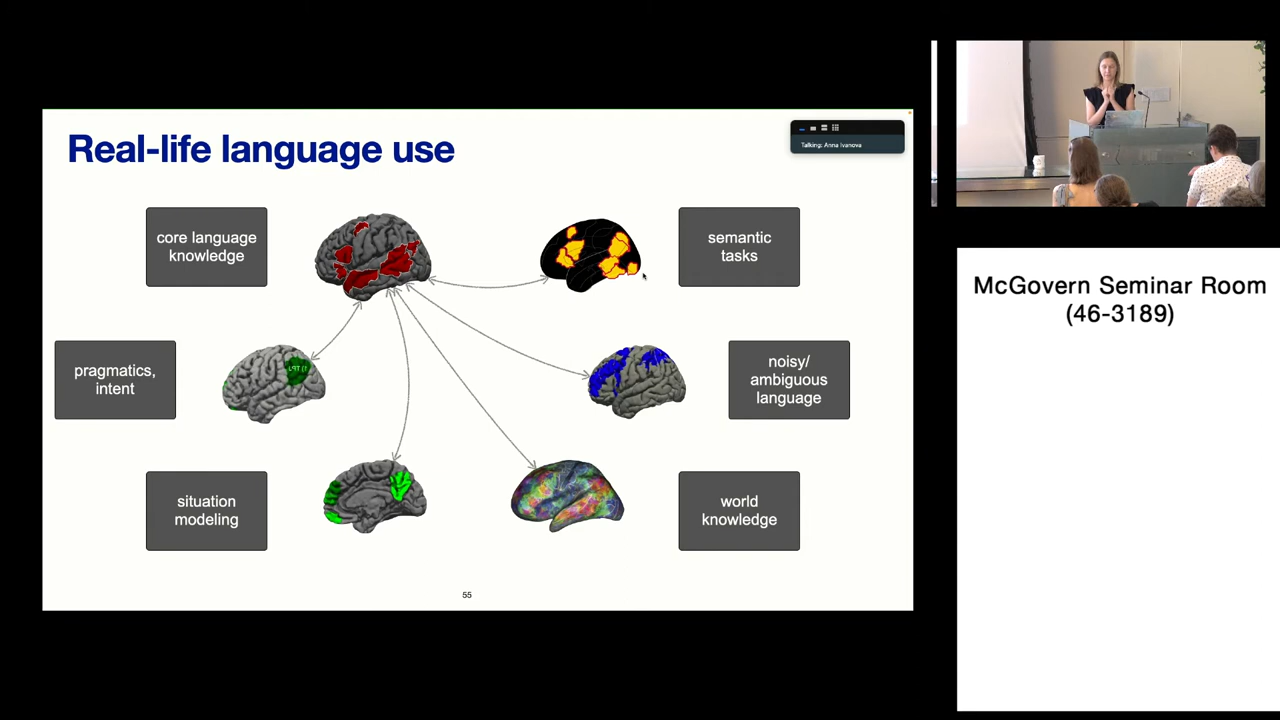 Real-life language use
Talking: Anna Ivanova
core language
knowledge
semantic
tasks
pragmatics,
intent
noisy/
ambiguous
language
situation
modeling
world
knowledge
55
McGovern Seminar Room
(46-3189)